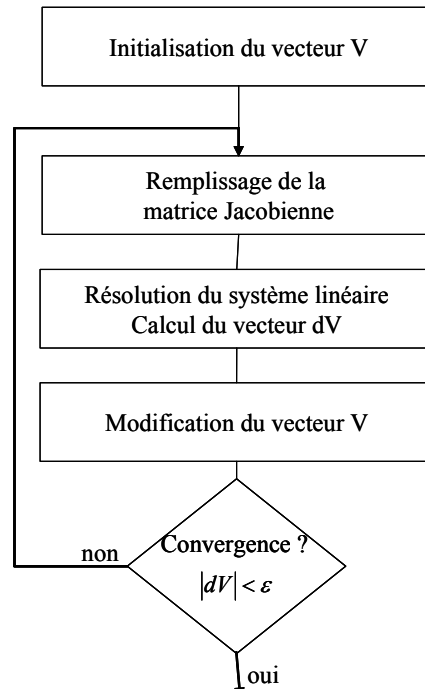 Initialisation du vecteur V
Remplissage de la
matrice Jacobienne
Résolution du système linéaire
Calcul du vecteur dV
Modification du vecteur V
Convergence ?
non
|dV| < ε
oui